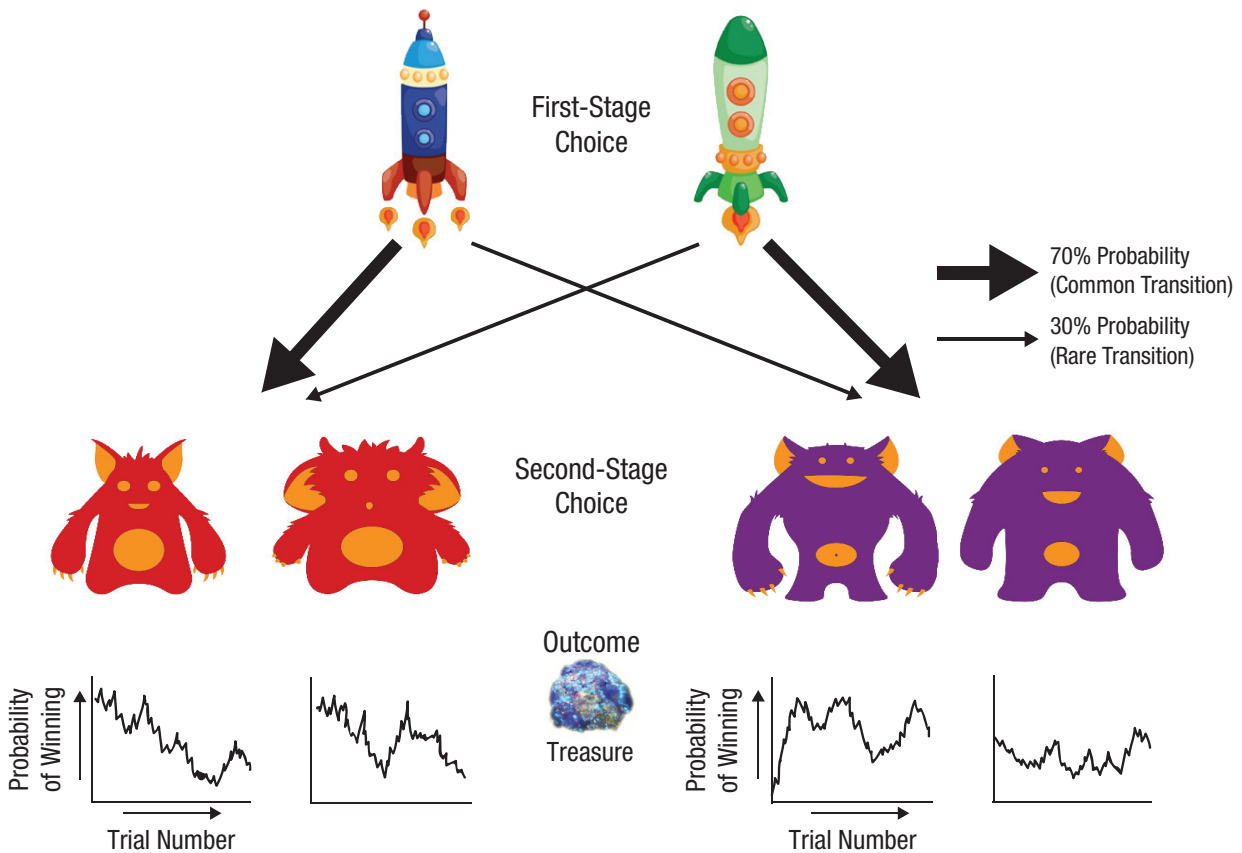 First-Stage
Choice
70% Probability
(Common Transition)
30% Probability
(Rare Transition)
Second-Stage
Choice
Outcome
Treasure
Probability
of Winning
Trial Number
Probability
of Winning
Trial Number